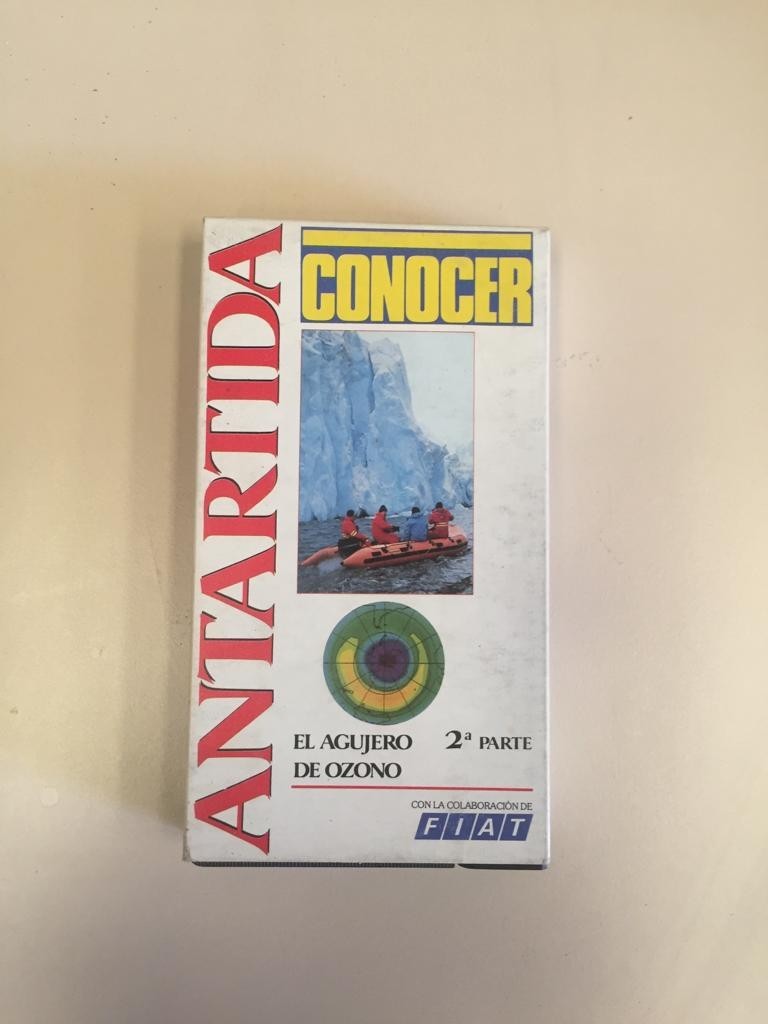 ANTARTIDA
CONOCER
EL AGUJERO 2ª PARTE
DE OZONO
CON LA COLABORACIÓN DE
FIAT